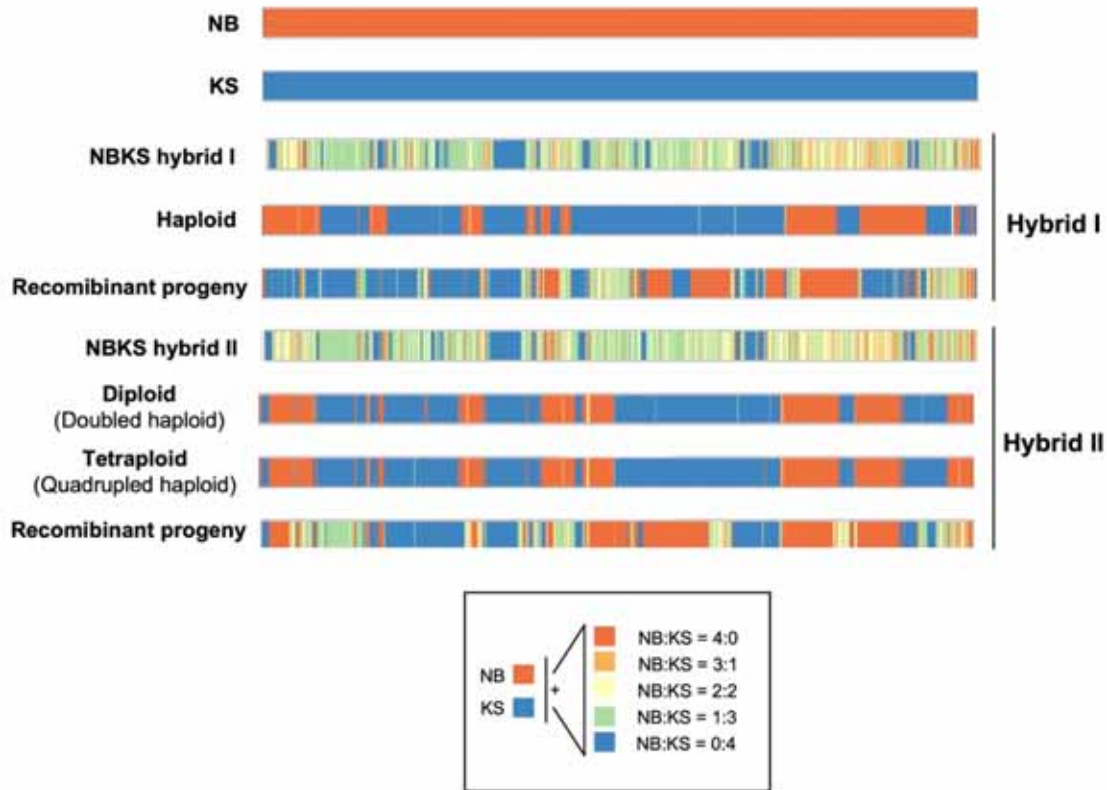 NB
KS
NBKS hybrid I
Haploid
Recombinant progeny
Hybrid I
NBKS hybrid II
Diploid
(Doubled haploid)
Tetraploid
(Quadrupled haploid)
Recombinant progeny
Hybrid II
NB
KS
+
NB:KS = 4:0
NB:KS = 3:1
NB:KS = 2:2
NB:KS = 1:3
NB:KS = 0:4